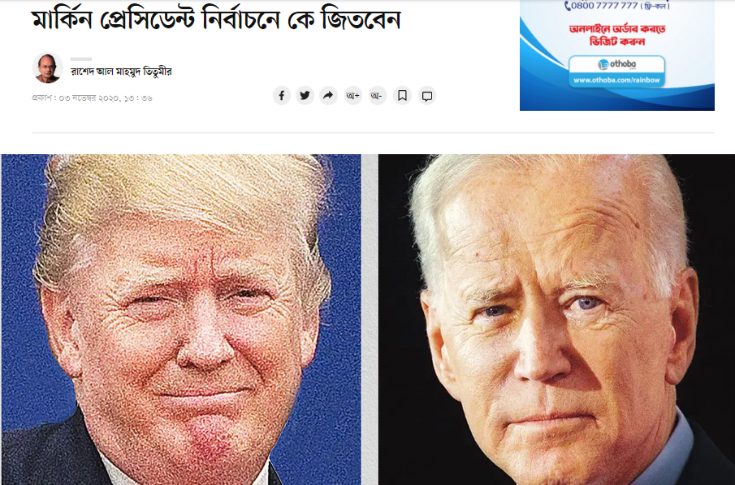 মার্কিন প্রেসিডেন্ট নির্বাচনে কে জিতবেন
রাশেদ আল মাহমুদ তিতুমীর
প্রকাশ : ০৩ নভেম্বর ২০২০, ১৩ : ৩৬
অ+ অ-
0800 7777 777 ( ফ্রি-কল )
অনলাইনে অর্ডার করতে
ভিজিট করুন
othoba
www.othoba.com/rainbow